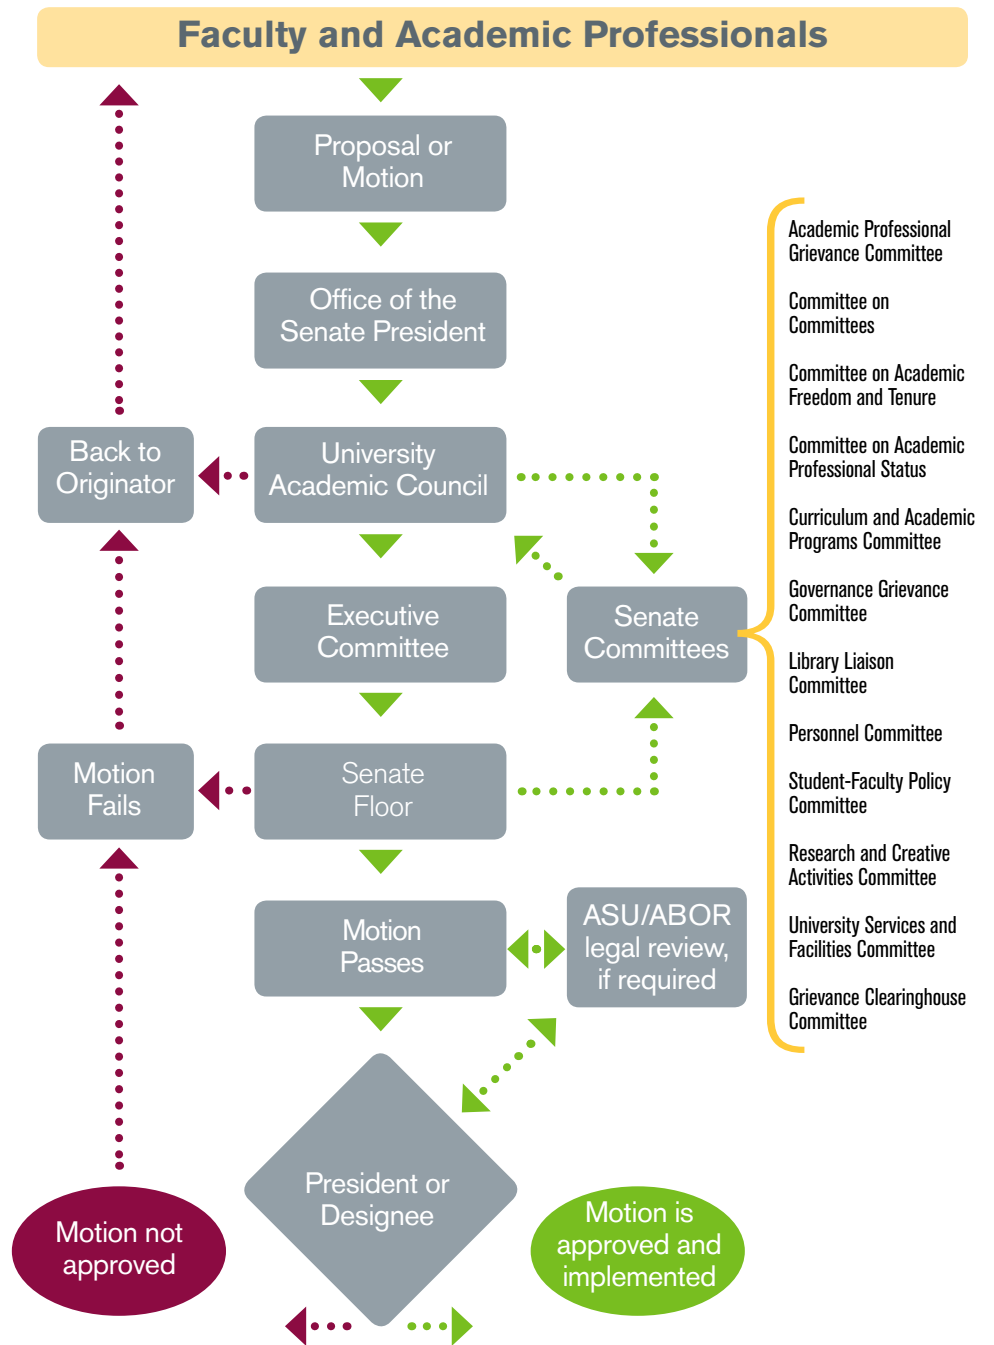 Faculty and Academic Professionals
Proposal or
Motion
Office of the
Senate President
Back to
Originator
University
Academic Council
Executive
Committee
Senate
Committees
Motion
Fails
Senate
Floor
Motion
Passes
ASU/ABOR
legal review,
if required
President or
Designee
Motion not
approved
Motion is
approved and
implemented
Academic Professional
Grievance Committee
Committee on
Committees
Committee on Academic
Freedom and Tenure
Committee on Academic
Professional Status
Curriculum and Academic
Programs Committee
Governance Grievance
Committee
Library Liaison
Committee
Personnel Committee
Student-Faculty Policy
Committee
Research and Creative
Activities Committee
University Services and
Facilities Committee
Grievance Clearinghouse
Committee